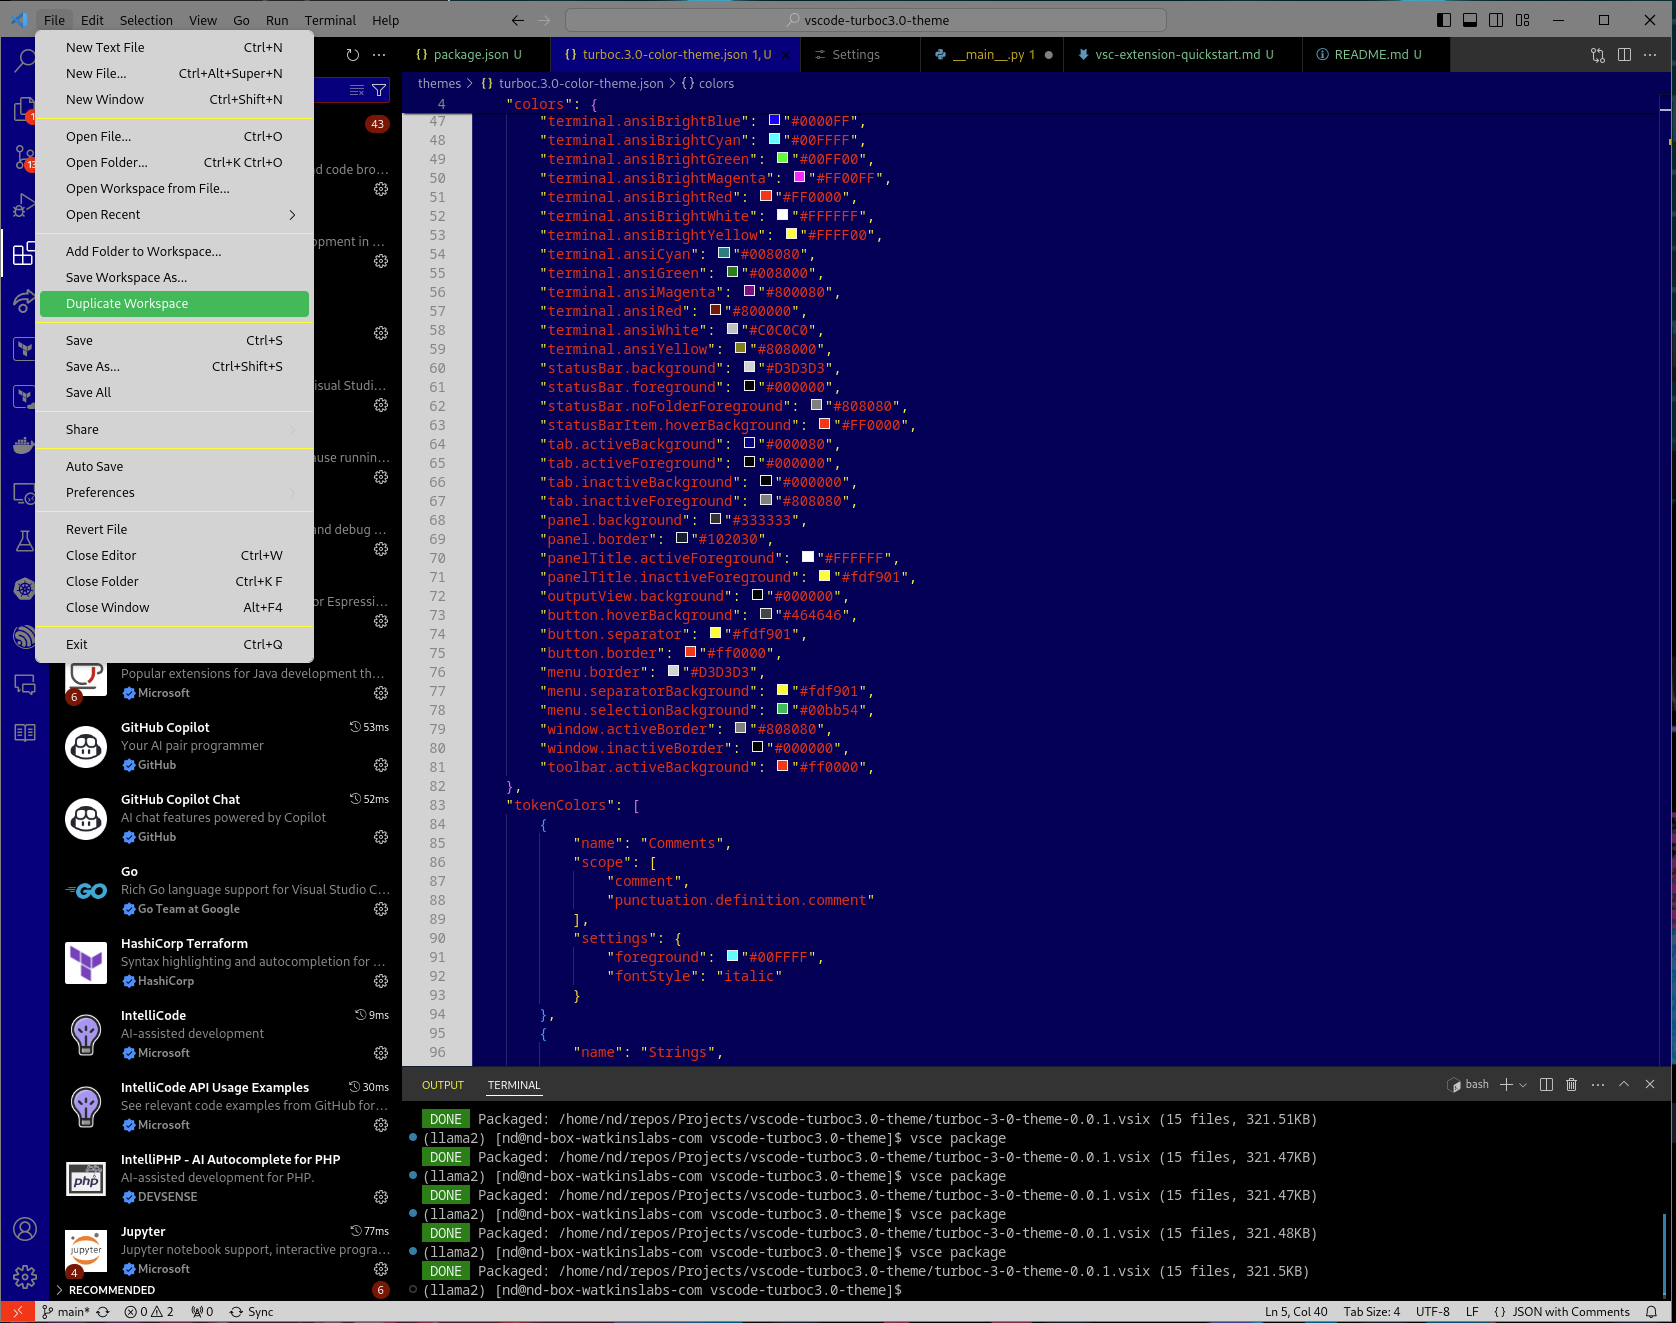 File Edit Selection View Go Run Terminal Help
vscode-turboc3.0-theme
New Text File Ctrl+N
New File... Ctrl+Alt+Super+N
New Window Ctrl+Shift+N
Open File... Ctrl+O
Open Folder... Ctrl+K Ctrl+O
Open Workspace from File...
Open Recent
Add Folder to Workspace...
Save Workspace As...
Duplicate Workspace
Save Ctrl+S
Save As... Ctrl+Shift+S
Save All
Share
Auto Save
Preferences
Revert File
Close Editor Ctrl+W
Close Folder Ctrl+K F
Close Window Alt+F4
Exit Ctrl+Q
43
d code bro...
opment in ...
isual Studi...
ause runnin...
and debug ...
or Expressi...
Popular extensions for Java development th...
6
Microsoft
GitHub Copilot 53ms
Your AI pair programmer
GitHub
GitHub Copilot Chat 52ms
AI chat features powered by Copilot
GitHub
Go
GO
Rich Go language support for Visual Studio C...
Go Team at Google
HashiCorp Terraform
Syntax highlighting and autocompletion for ...
HashiCorp
IntelliCode 9ms
AI-assisted development
Microsoft
IntelliCode API Usage Examples 30ms
See relevant code examples from GitHub for...
Microsoft
IntelliPHP - AI Autocomplete for PHP
php
AI-assisted development for PHP.
DEVSENSE
Jupyter 77ms
jupyter
Jupyter notebook support, interactive progra...
4
Microsoft
RECOMMENDED 6
{} package.json U
{} turboc.3.0-color-theme.json 1, U
Settings
__main__.py 1
vsc-extension-quickstart.md U
README.md U
themes > {} turboc.3.0-color-theme.json > {} colors
4 "colors": {
47 "terminal.ansiBrightBlue": "#0000FF",
48 "terminal.ansiBrightCyan": "#00FFFF",
49 "terminal.ansiBrightGreen": "#00FF00",
50 "terminal.ansiBrightMagenta": "#FF00FF",
51 "terminal.ansiBrightRed": "#FF0000",
52 "terminal.ansiBrightWhite": "#FFFFFF",
53 "terminal.ansiBrightYellow": "#FFFF00",
54 "terminal.ansiCyan": "#008080",
55 "terminal.ansiGreen": "#008000",
56 "terminal.ansiMagenta": "#800080",
57 "terminal.ansiRed": "#800000",
58 "terminal.ansiWhite": "#C0C0C0",
59 "terminal.ansiYellow": "#808000",
60 "statusBar.background": "#D3D3D3",
61 "statusBar.foreground": "#000000",
62 "statusBar.noFolderForeground": "#808080",
63 "statusBarItem.hoverBackground": "#FF0000",
64 "tab.activeBackground": "#000080",
65 "tab.activeForeground": "#000000",
66 "tab.inactiveBackground": "#000000",
67 "tab.inactiveForeground": "#808080",
68 "panel.background": "#333333",
69 "panel.border": "#102030",
70 "panelTitle.activeForeground": "#FFFFFF",
71 "panelTitle.inactiveForeground": "#fdf901",
72 "outputView.background": "#000000",
73 "button.hoverBackground": "#464646",
74 "button.separator": "#fdf901",
75 "button.border": "#ff0000",
76 "menu.border": "#D3D3D3",
77 "menu.separatorBackground": "#fdf901",
78 "menu.selectionBackground": "#00bb54",
79 "window.activeBorder": "#808080",
80 "window.inactiveBorder": "#000000",
81 "toolbar.activeBackground": "#ff0000",
82 },
83 "tokenColors": [
84 {
85 "name": "Comments",
86 "scope": [
87 "comment",
88 "punctuation.definition.comment"
89 ],
90 "settings": {
91 "foreground": "#00FFFF",
92 "fontStyle": "italic"
93 }
94 },
95 {
96 "name": "Strings",
OUTPUT TERMINAL
bash
DONE Packaged: /home/nd/repos/Projects/vscode-turboc3.0-theme/turboc-3-0-theme-0.0.1.vsix (15 files, 321.51KB)
(llama2) [nd@nd-box-watkinslabs-com vscode-turboc3.0-theme]$ vsce package
DONE Packaged: /home/nd/repos/Projects/vscode-turboc3.0-theme/turboc-3-0-theme-0.0.1.vsix (15 files, 321.47KB)
(llama2) [nd@nd-box-watkinslabs-com vscode-turboc3.0-theme]$ vsce package
DONE Packaged: /home/nd/repos/Projects/vscode-turboc3.0-theme/turboc-3-0-theme-0.0.1.vsix (15 files, 321.47KB)
(llama2) [nd@nd-box-watkinslabs-com vscode-turboc3.0-theme]$ vsce package
DONE Packaged: /home/nd/repos/Projects/vscode-turboc3.0-theme/turboc-3-0-theme-0.0.1.vsix (15 files, 321.48KB)
(llama2) [nd@nd-box-watkinslabs-com vscode-turboc3.0-theme]$ vsce package
DONE Packaged: /home/nd/repos/Projects/vscode-turboc3.0-theme/turboc-3-0-theme-0.0.1.vsix (15 files, 321.5KB)
(llama2) [nd@nd-box-watkinslabs-com vscode-turboc3.0-theme]$
main* 0 2 0 Sync
Ln 5, Col 40 Tab Size: 4 UTF-8 LF {} JSON with Comments